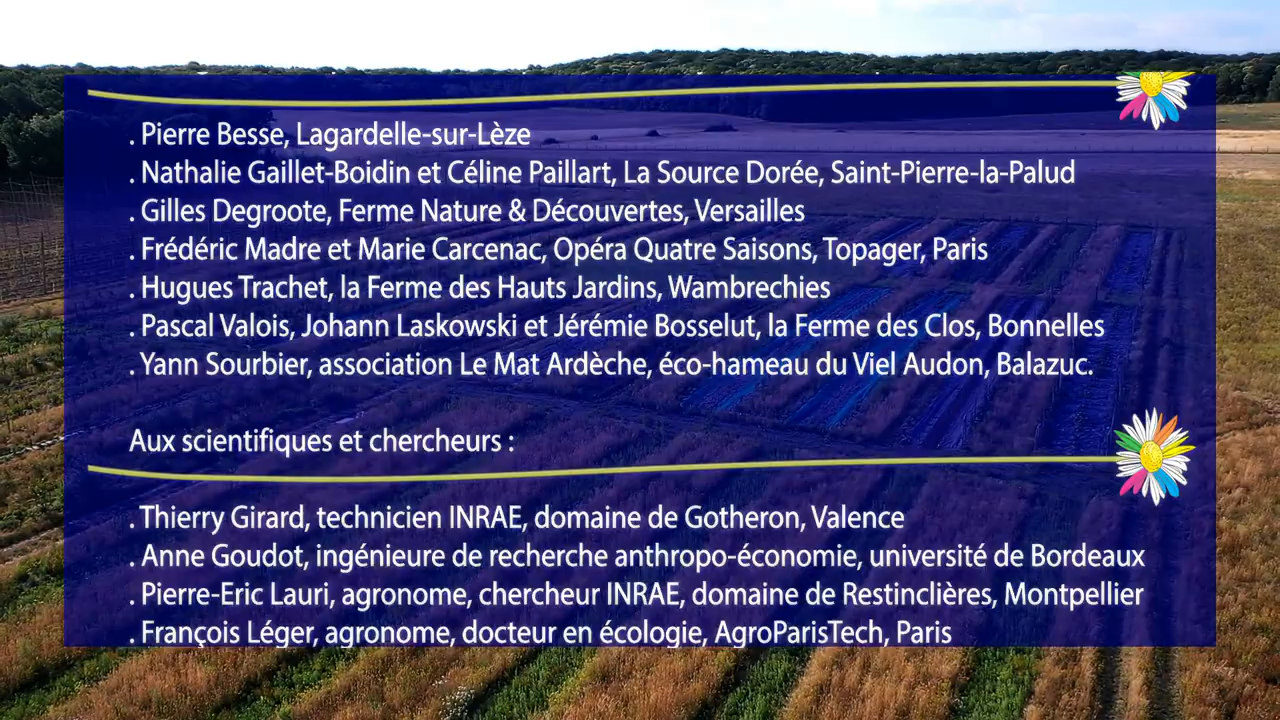 . Pierre Besse, Lagardelle-sur-Lèze
. Nathalie Gaillet-Boidin et Céline Paillart, La Source Dorée, Saint-Pierre-la-Palud
. Gilles Degroote, Ferme Nature & Découvertes, Versailles
. Frédéric Madre et Marie Carcenac, Opéra Quatre Saisons, Topager, Paris
. Hugues Trachet, la Ferme des Hauts Jardins, Wambrechies
. Pascal Valois, Johann Laskowski et Jérémie Bosselut, la Ferme des Clos, Bonnelles
. Yann Sourbier, association Le Mat Ardèche, éco-hameau du Viel Audon, Balazuc.
Aux scientifiques et chercheurs :
. Thierry Girard, technicien INRAE, domaine de Gotheron, Valence
. Anne Goudot, ingénieure de recherche anthropo-économie, université de Bordeaux
. Pierre-Eric Lauri, agronome, chercheur INRAE, domaine de Restinclières, Montpellier
. François Léger, agronome, docteur en écologie, AgroParisTech, Paris